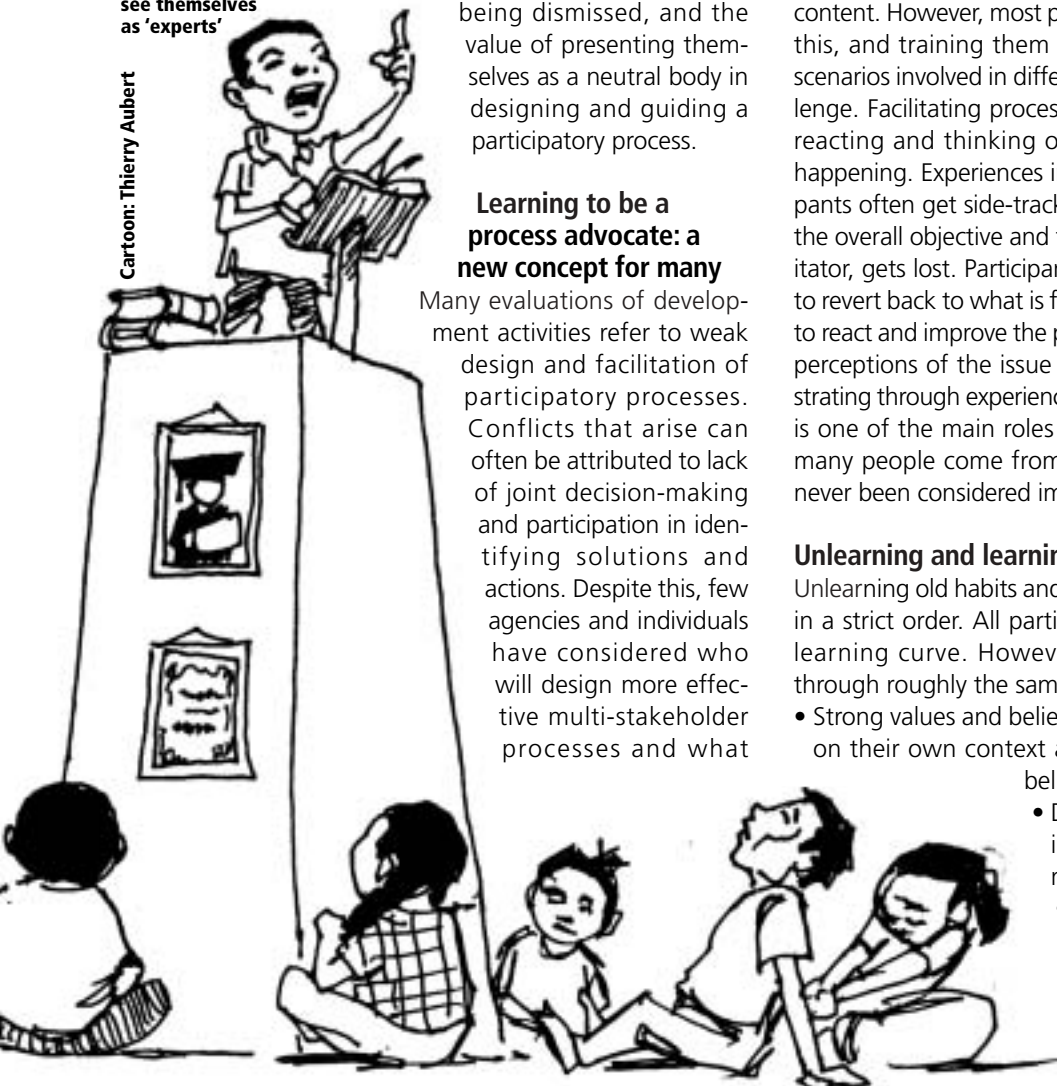 see themselves
as ‘experts’
Cartoon: Thierry Aubert
being dismissed, and the
value of presenting them-
selves as a neutral body in
designing and guiding a
participatory process.
Learning to be a
process advocate: a
new concept for many
Many evaluations of develop-
ment activities refer to weak
design and facilitation of
participatory processes.
Conflicts that arise can
often be attributed to lack
of joint decision-making
and participation in iden-
tifying solutions and
actions. Despite this, few
agencies and individuals
have considered who
will design more effec-
tive multi-stakeholder
processes and what
content. However, most p
this, and training them
scenarios involved in diffe
lenge. Facilitating proces
reacting and thinking o
happening. Experiences i
pants often get side-track
the overall objective and
itator, gets lost. Participan
to revert back to what is f
to react and improve the p
perceptions of the issue
strating through experienc
is one of the main roles
many people come from
never been considered im
Unlearning and learnin
Unlearning old habits and
in a strict order. All parti
learning curve. Howev
through roughly the sam
• Strong values and belie
on their own context a
bel
• D
i